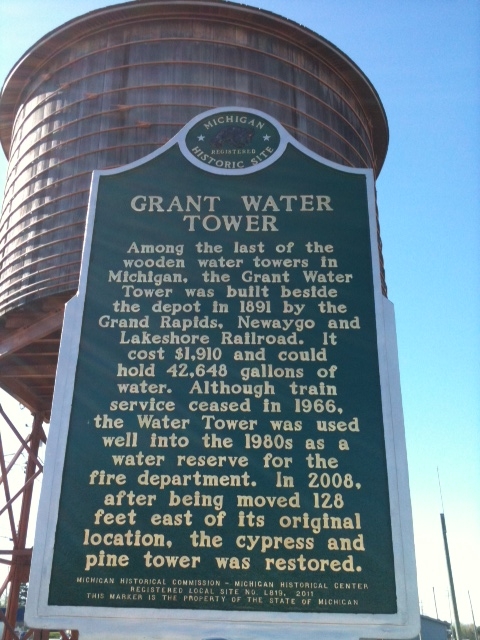 MICHIGAN
REGISTERED
HISTORIC SITE
GRANT WATER
TOWER
Among the last of the
wooden water towers in
Michigan, the Grant Water
Tower was built beside
the depot in 1891 by the
Grand Rapids, Newaygo and
Lakeshore Railroad. It
cost $1,910 and could
hold 42,648 gallons of
water. Although train
service ceased in 1966,
the Water Tower was used
well into the 1980s as a
water reserve for the
fire department. In 2008,
after being moved 128
feet east of its original
location, the cypress and
pine tower was restored.
MICHIGAN HISTORICAL COMMISSION - MICHIGAN HISTORICAL CENTER
REGISTERED LOCAL SITE NO. L819, 2011
THIS MARKER IS THE PROPERTY OF THE STATE OF MICHIGAN